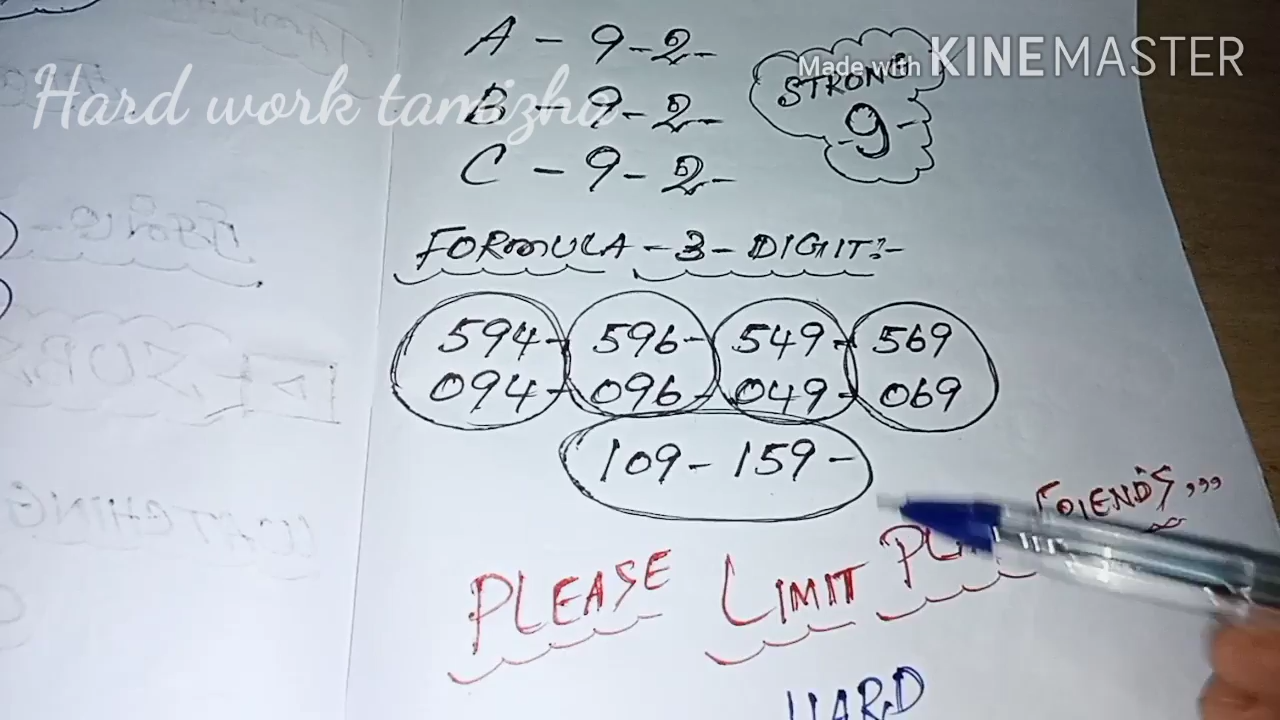 Made with KINEMASTER
Hard work tamizha
A - 9-2-
B - 9-2-
C - 9-2-
STRONG
-9-
FORMULA - 3 - DIGIT:-
594- 596- 549- 569
094- 096- 049- 069
109- 159-
FRIENDS,,,
PLEASE LIMIT
HARD